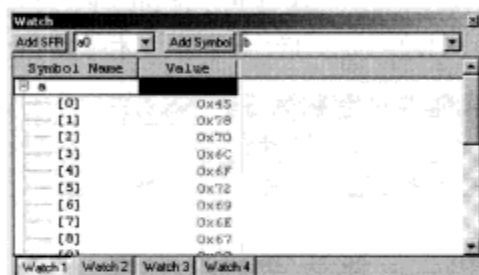 Watch
Add SFR a0 Add Symbol b
Symbol Name Value
a
[0] 0x45
[1] 0x78
[2] 0x70
[3] 0x6C
[4] 0x6F
[5] 0x72
[6] 0x69
[7] 0x6E
[8] 0x67
Watch 1 Watch 2 Watch 3 Watch 4